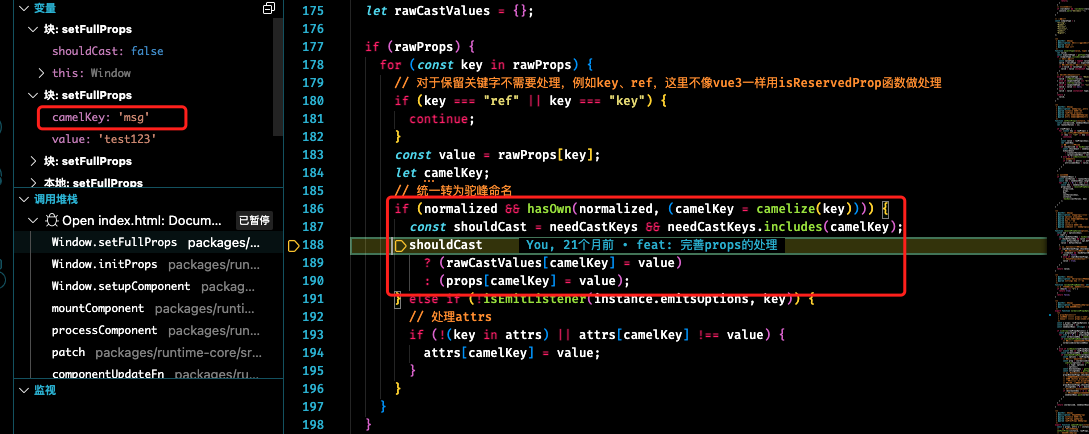 变量
块: setFullProps
shouldCast: false
this: Window
块: setFullProps
camelKey: 'msg'
value: 'test123'
块: setFullProps
本地: setFullProps
调用堆栈
Open index.html: Docum... 已暂停
Window.setFullProps packages/...
Window.initProps packages/run...
Window.setupComponent packag...
mountComponent packages/runti...
processComponent packages/run...
patch packages/runtime-core/sr...
componentUpdateFn packages/ru...
监视
175 let rawCastValues = {};
176
177 if (rawProps) {
178 for (const key in rawProps) {
179 // 对于保留关键字不需要处理，例如key、ref，这里不像vue3一样用isReservedProp函数做处理
180 if (key === "ref" || key === "key") {
181 continue;
182 }
183 const value = rawProps[key];
184 let camelKey;
185 // 统一转为驼峰命名
186 if (normalized && hasOwn(normalized, (camelKey = camelize(key)))) {
187 const shouldCast = needCastKeys && needCastKeys.includes(camelKey);
188 shouldCast You, 21个月前 • feat: 完善props的处理
189 ? (rawCastValues[camelKey] = value)
190 : (props[camelKey] = value);
191 } else if (!isEmitListener(instance.emitsOptions, key)) {
192 // 处理attrs
193 if (!(key in attrs) || attrs[camelKey] !== value) {
194 attrs[camelKey] = value;
195 }
196 }
197 }
198 }